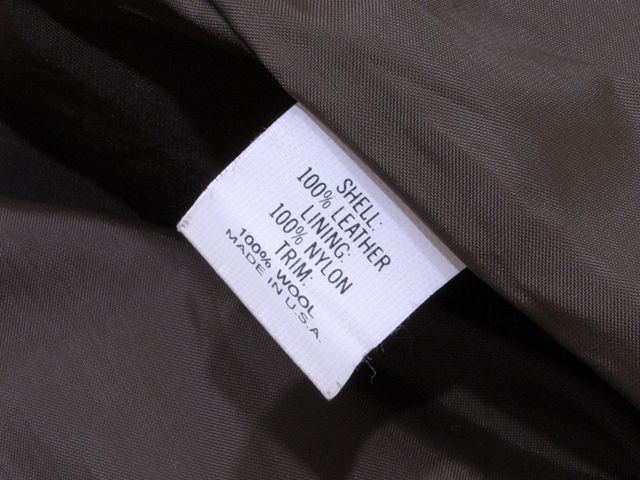 SHELL:
100% LEATHER
LINING:
100% NYLON
TRIM:
100% WOOL
MADE IN U.S.A.